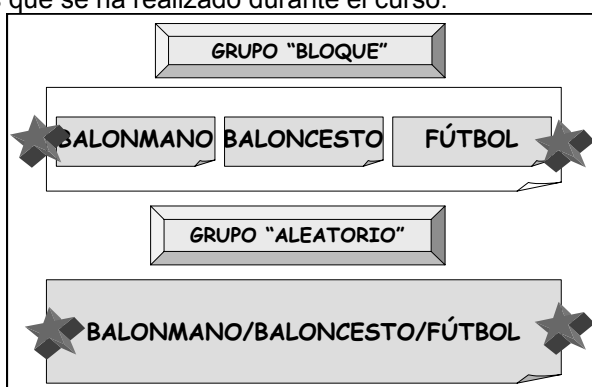 que se ha realizado durante el curso.
GRUPO “BLOQUE”
BALONMANO BALONCESTO FÚTBOL
GRUPO “ALEATORIO”
BALONMANO/BALONCESTO/FÚTBOL